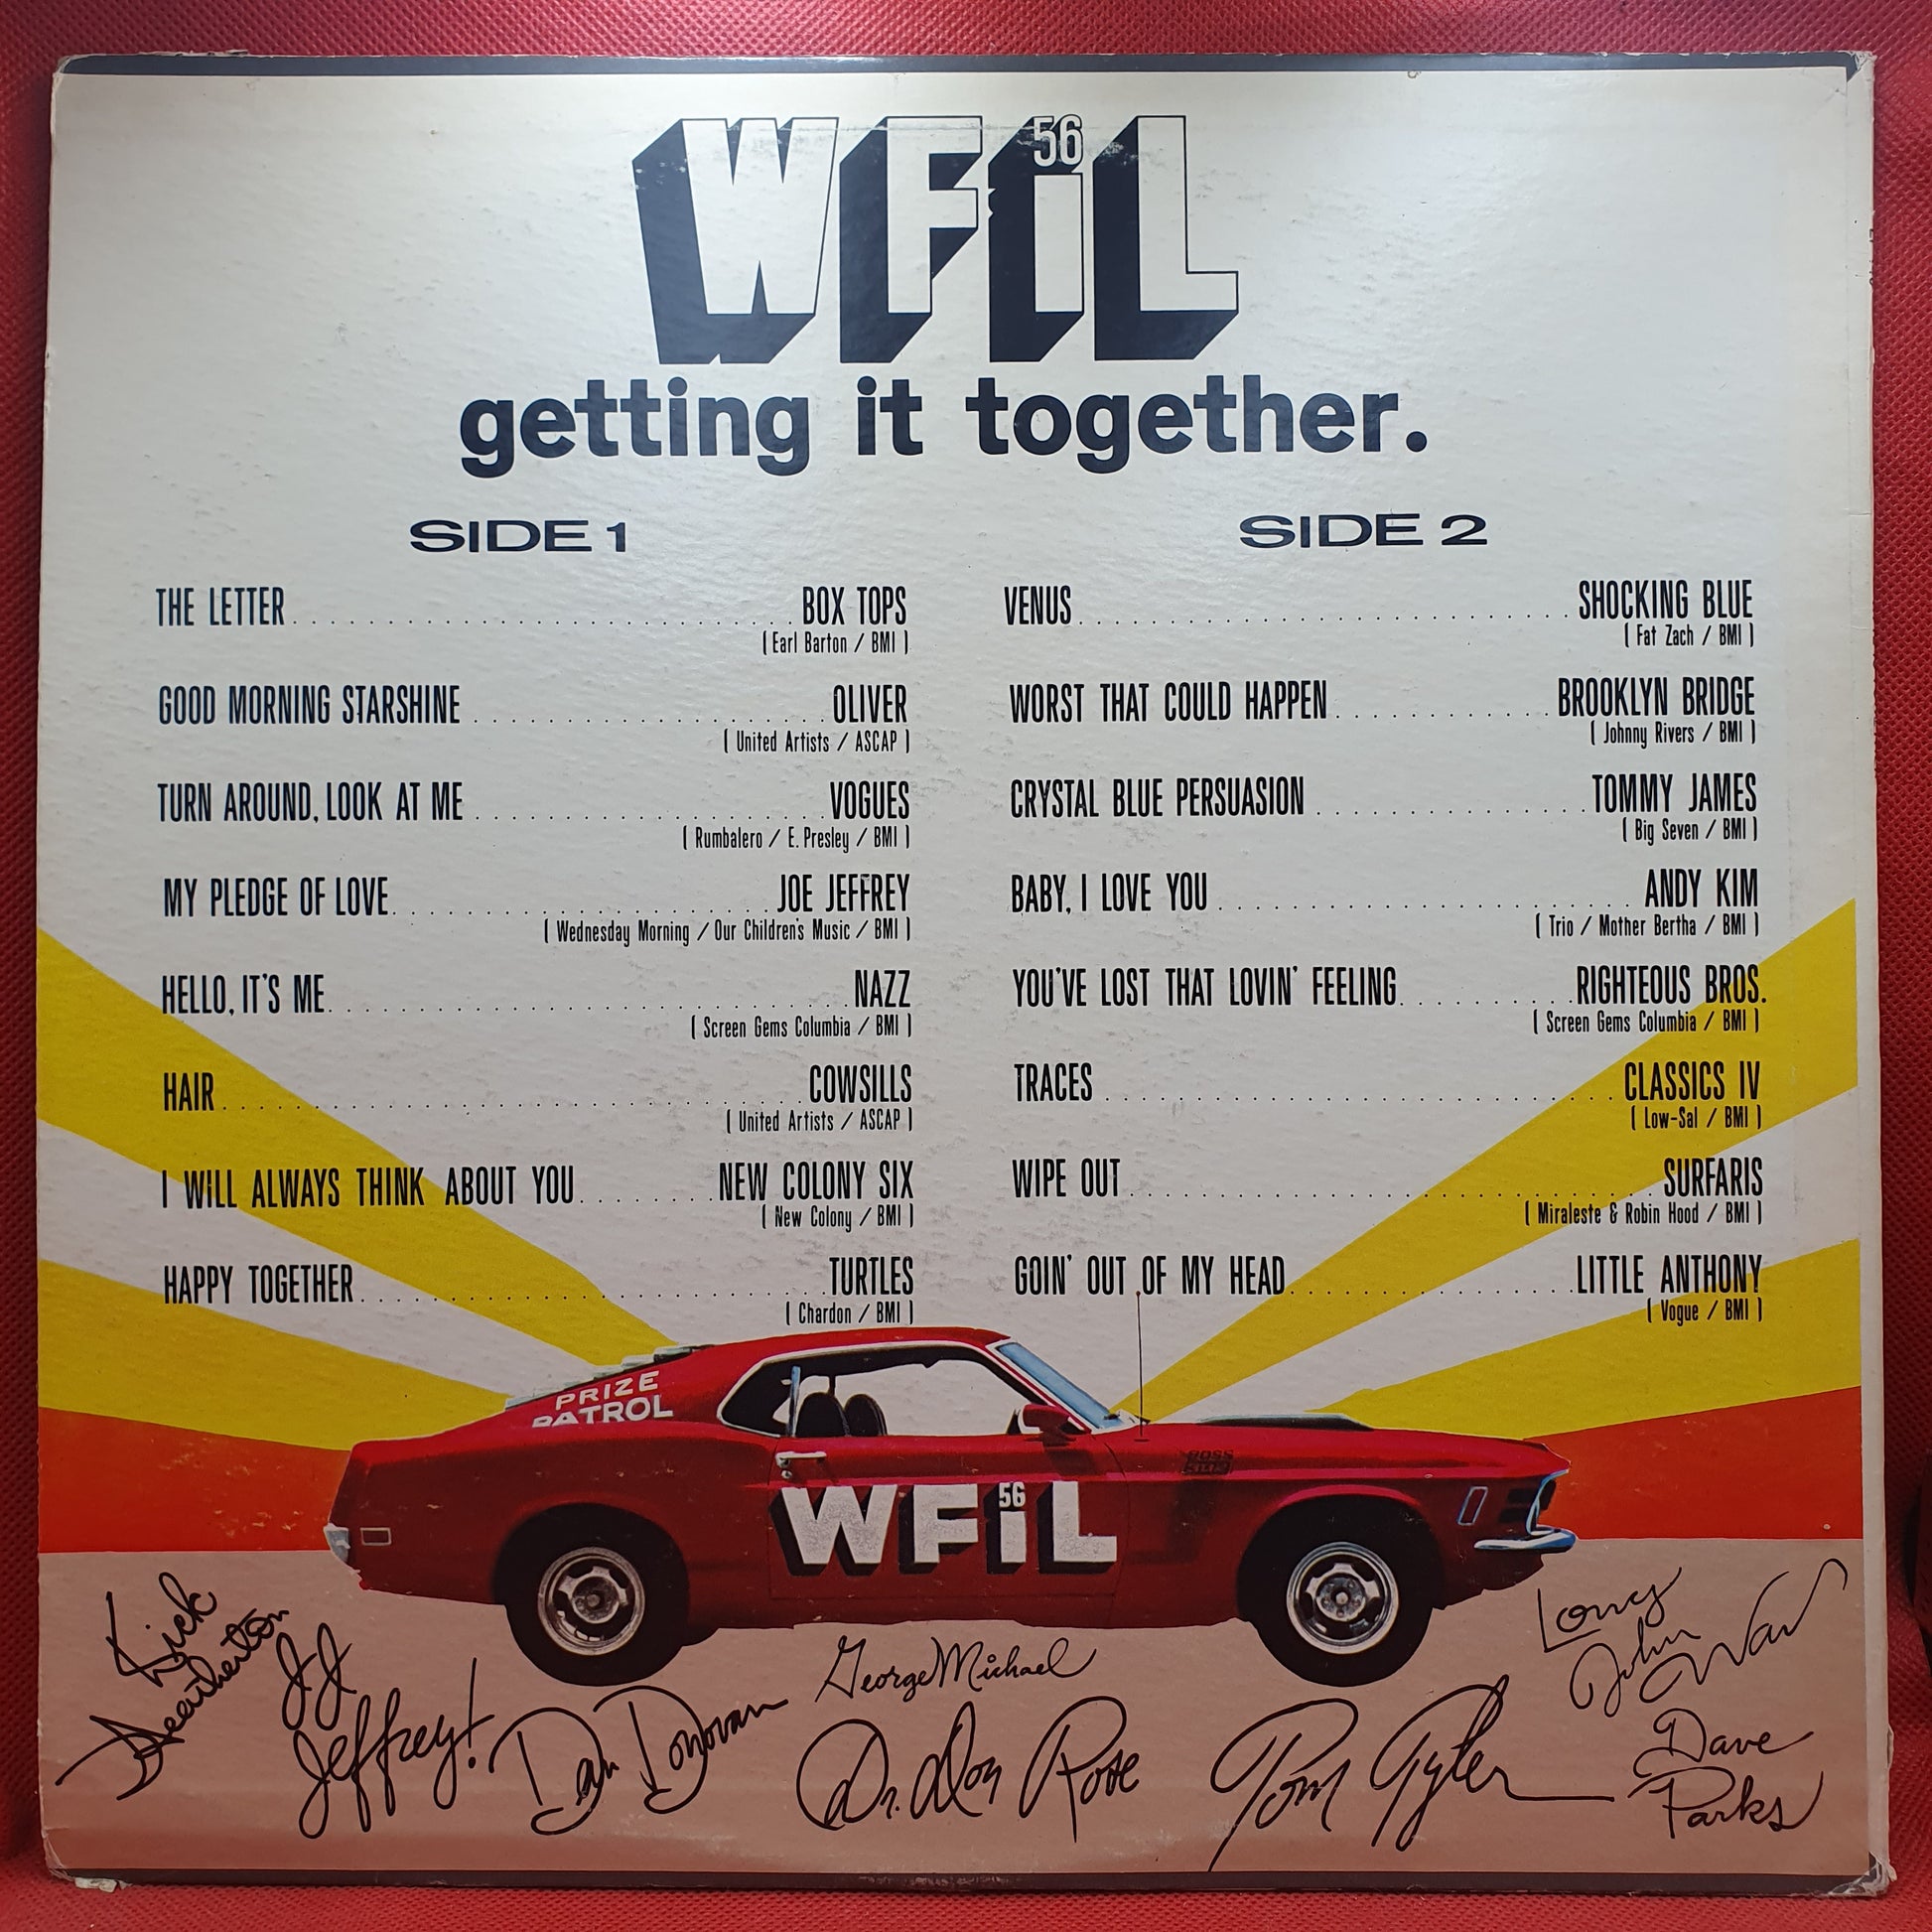 WFiL
56
getting it together.
SIDE 1
THE LETTER . . . BOX TOPS
( Earl Barton / BMI )
GOOD MORNING STARSHINE . . . OLIVER
( United Artists / ASCAP )
TURN AROUND, LOOK AT ME . . . VOGUES
( Rumbalero / E. Presley / BMI )
MY PLEDGE OF LOVE . . . JOE JEFFREY
( Wednesday Morning / Our Children's Music / BMI )
HELLO, IT'S ME . . . NAZZ
( Screen Gems Columbia / BMI )
HAIR . . . COWSILLS
( United Artists / ASCAP )
I WILL ALWAYS THINK ABOUT YOU . . . NEW COLONY SIX
( New Colony / BMI )
HAPPY TOGETHER . . . TURTLES
( Chardon / BMI )
SIDE 2
VENUS . . . SHOCKING BLUE
( Fat Zach / BMI )
WORST THAT COULD HAPPEN . . . BROOKLYN BRIDGE
( Johnny Rivers / BMI )
CRYSTAL BLUE PERSUASION . . . TOMMY JAMES
( Big Seven / BMI )
BABY, I LOVE YOU . . . ANDY KIM
( Trio / Mother Bertha / BMI )
YOU'VE LOST THAT LOVIN' FEELING . . . RIGHTEOUS BROS.
( Screen Gems Columbia / BMI )
TRACES . . . CLASSICS IV
( Low-Sal / BMI )
WIPE OUT . . . SURFARIS
( Miraleste & Robin Hood / BMI )
GOIN' OUT OF MY HEAD . . . LITTLE ANTHONY
( Vogue / BMI )
PRIZE
PATROL
BOSS
WFiL
56
JJ
Jeffrey!
Dan Donovan
George Michael
Dr. Don Rose
Tom Tyler
Long
John Wade
Dave
Parks